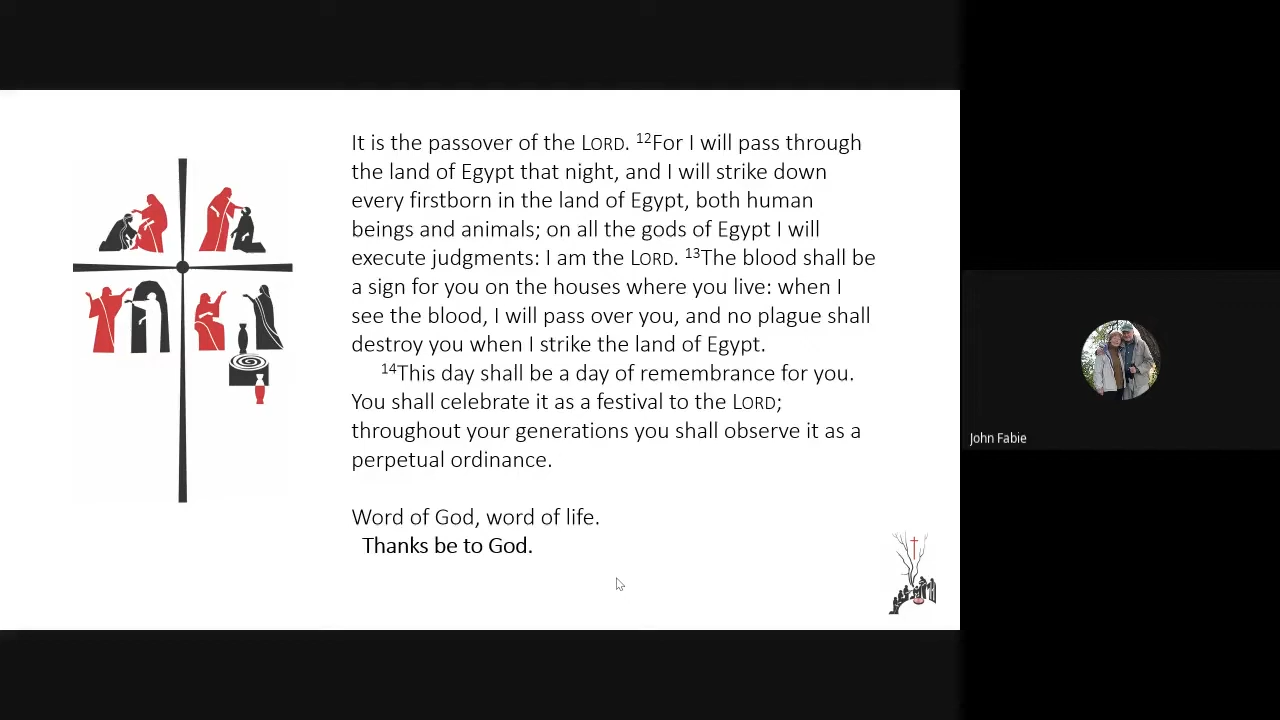 It is the passover of the LORD. ¹²For I will pass through
the land of Egypt that night, and I will strike down
every firstborn in the land of Egypt, both human
beings and animals; on all the gods of Egypt I will
execute judgments: I am the LORD. ¹³The blood shall be
a sign for you on the houses where you live: when I
see the blood, I will pass over you, and no plague shall
destroy you when I strike the land of Egypt.
¹⁴This day shall be a day of remembrance for you.
You shall celebrate it as a festival to the LORD;
throughout your generations you shall observe it as a
perpetual ordinance.
Word of God, word of life.
Thanks be to God.
John Fabie